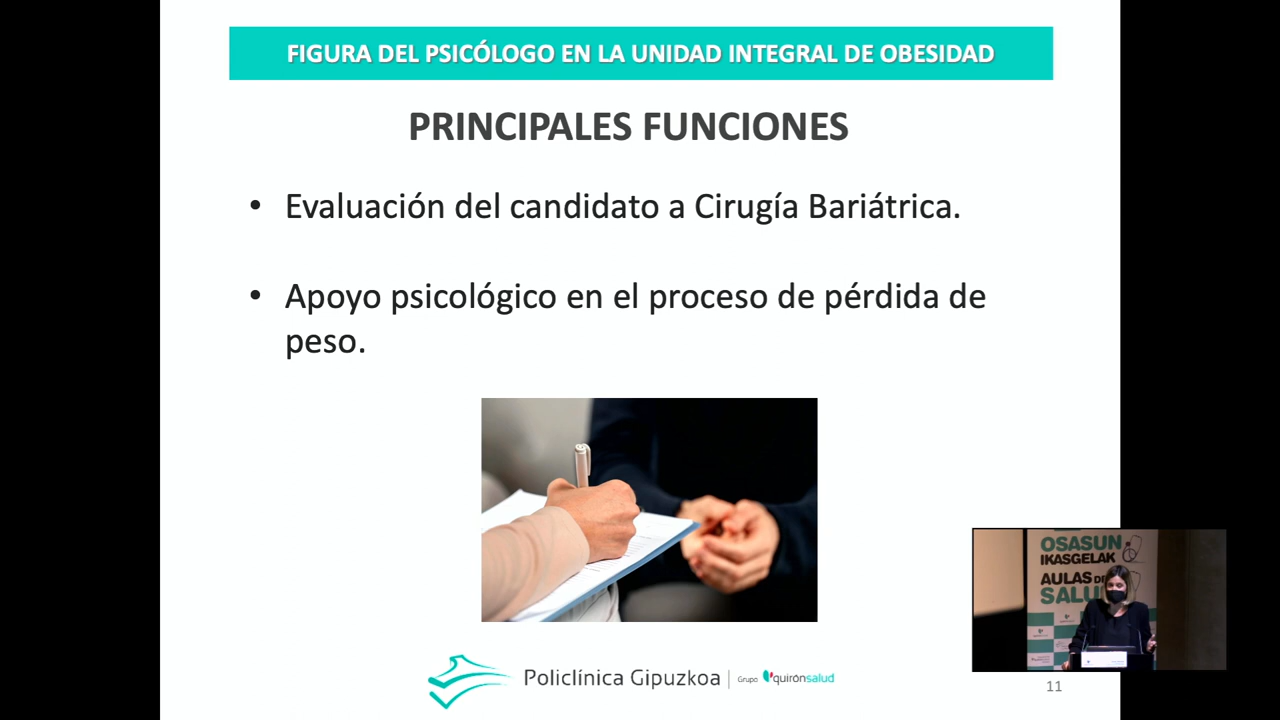 FIGURA DEL PSICÓLOGO EN LA UNIDAD INTEGRAL DE OBESIDAD
PRINCIPALES FUNCIONES
• Evaluación del candidato a Cirugía Bariátrica.
• Apoyo psicológico en el proceso de pérdida de
peso.
OSASUN
IKASGELAK
AULAS DE
SALU
Policlínica Gipuzkoa | Grupo quirónsalud
11